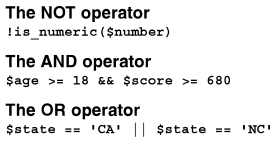 The NOT operator
!is_numeric($number)
The AND operator
$age >= 18 && $score >= 680
The OR operator
$state == 'CA' || $state == 'NC'